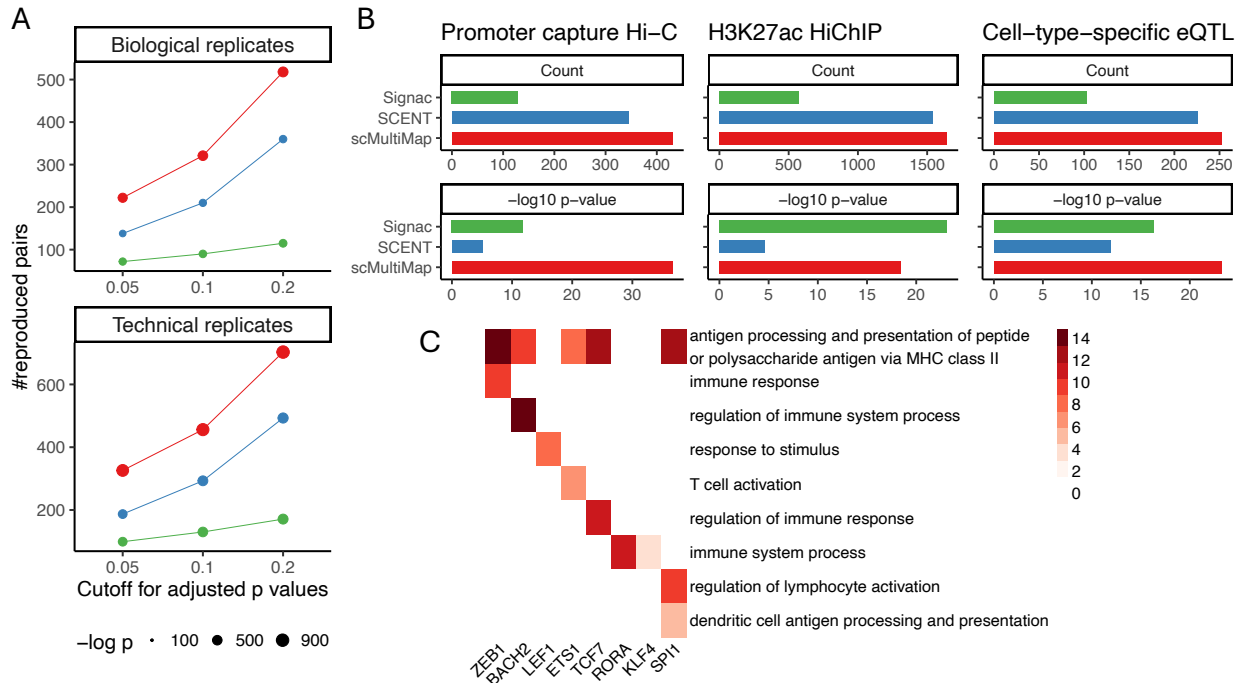 A
Biological replicates
500
400
300
200
100
0.05 0.1 0.2
Technical replicates
600
400
200
0.05 0.1 0.2
#reproduced pairs
Cutoff for adjusted p values
−log p 100 500 900
B
Promoter capture Hi−C H3K27ac HiChIP Cell−type−specific eQTL
Count Count Count
Signac
SCENT
scMultiMap
0 100 200 300 400 0 500 1000 1500 0 50 100 150 200 250
−log10 p−value −log10 p−value −log10 p−value
Signac
SCENT
scMultiMap
0 10 20 30 0 5 10 15 20 0 5 10 15 20
C
antigen processing and presentation of peptide
or polysaccharide antigen via MHC class II
immune response
regulation of immune system process
response to stimulus
T cell activation
regulation of immune response
immune system process
regulation of lymphocyte activation
dendritic cell antigen processing and presentation
ZEB1
BACH2
LEF1
ETS1
TCF7
RORA
KLF4
SPI1
14
12
10
8
6
4
2
0